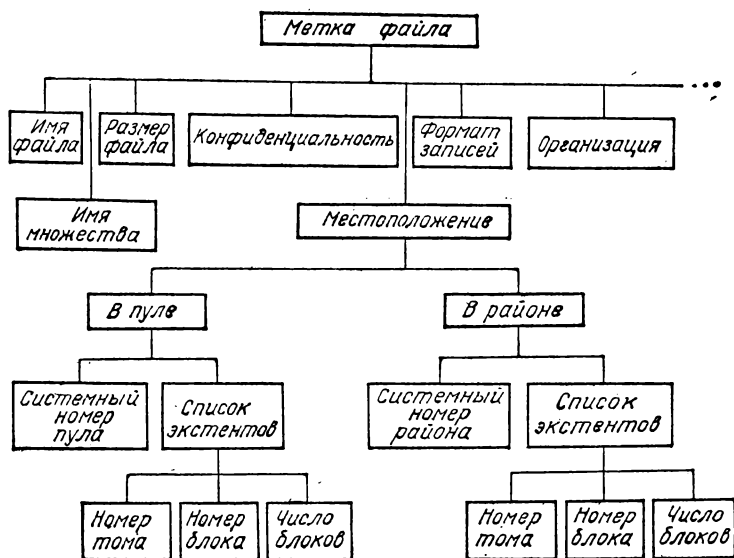 Метка файла
Имя
файла
Размер
файла
Конфиденциальность
Формат
записей
Организация
...
Имя
множества
Местоположение
В пуле
В районе
Системный
номер
пула
Список
экстентов
Системный
номер
района
Список
экстентов
Номер
тома
Номер
блока
Число
блоков
Номер
тома
Номер
блока
Число
блоков